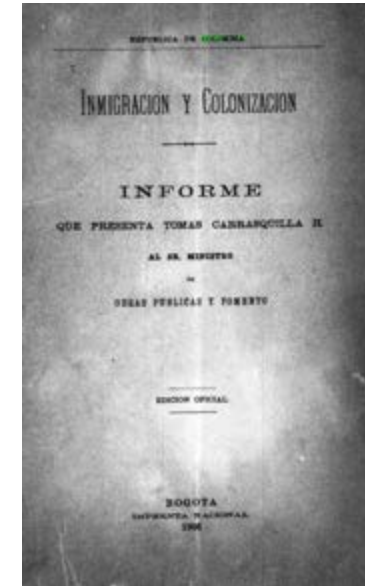 REPUBLICA DE COLOMBIA
INMIGRACION Y COLONIZACION
INFORME
QUE PRESENTA TOMAS CARRASQUILLA H.
AL SR. MINISTRO
DE
OBRAS PUBLICAS Y FOMENTO
EDICION OFICIAL
BOGOTA
IMPRENTA NACIONAL
1906